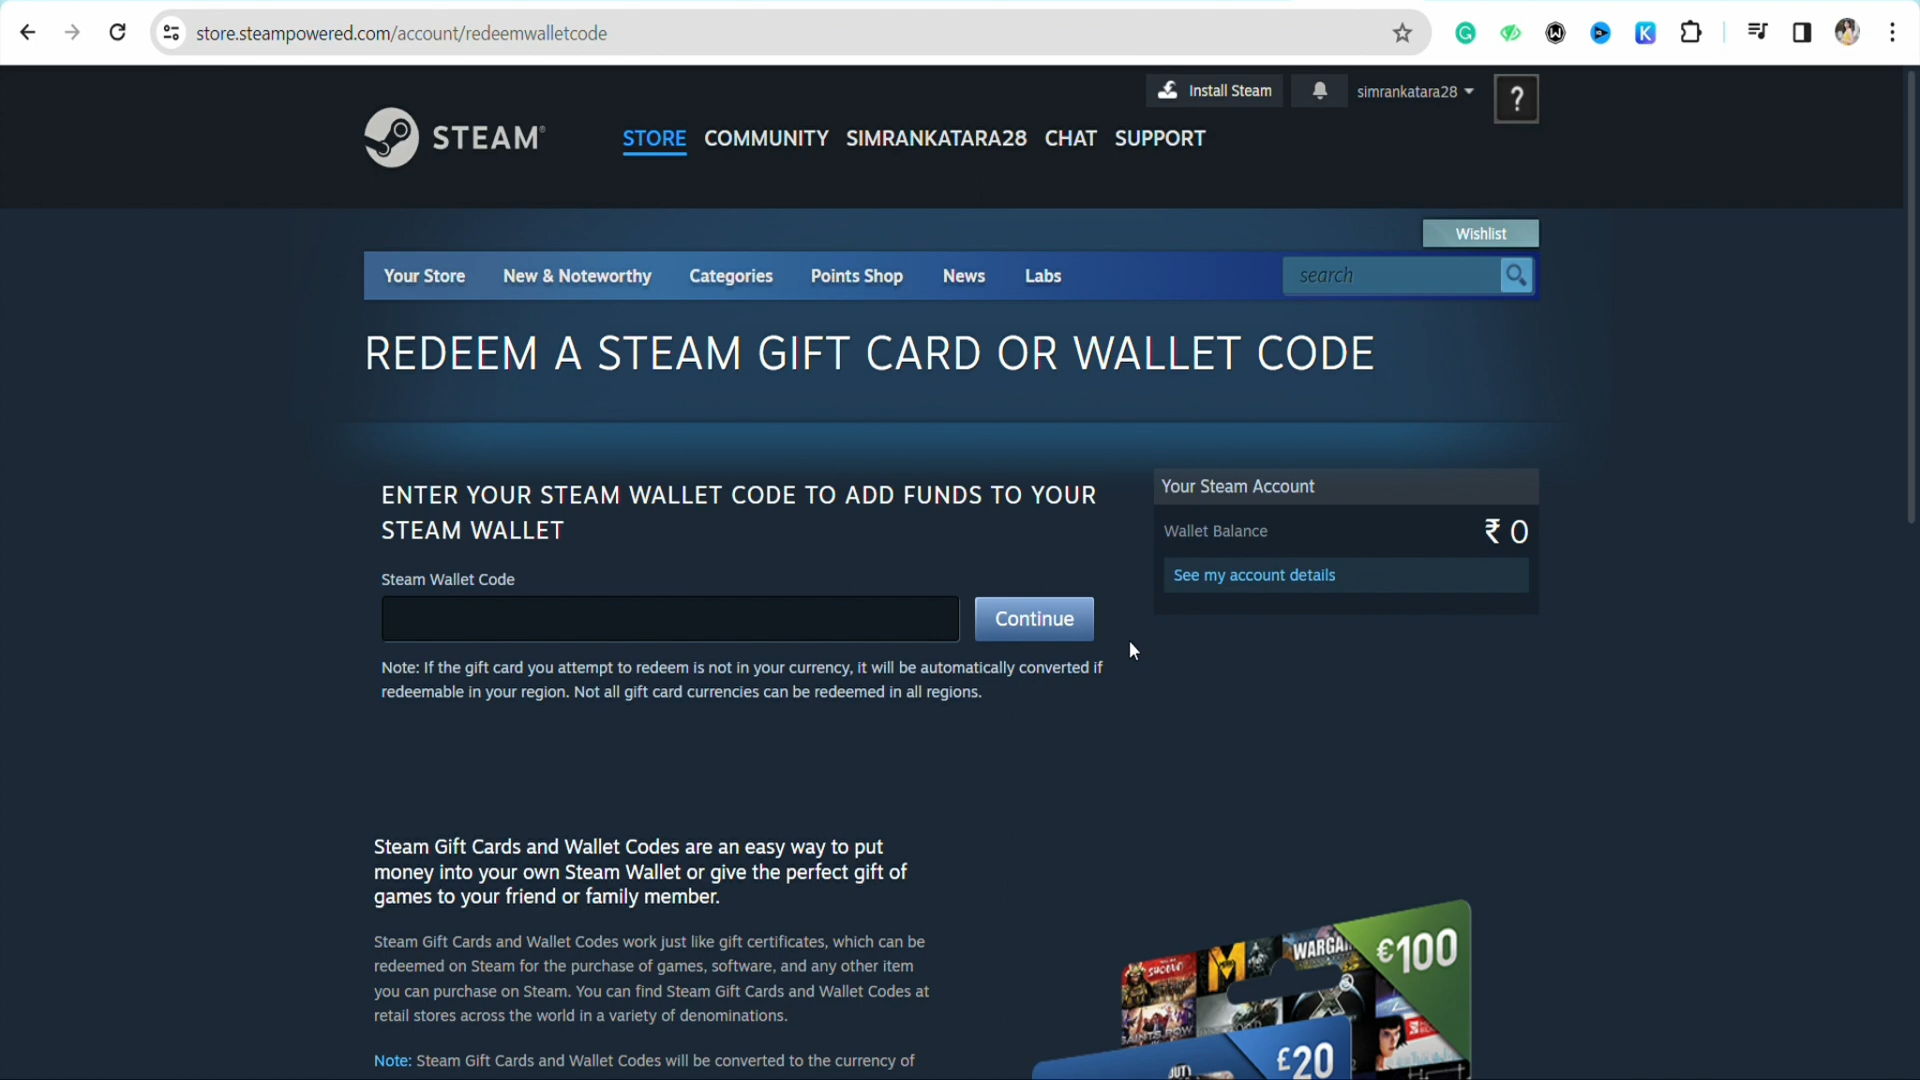 store.steampowered.com/account/redeemwalletcode
Install Steam
simrankatara28
?
STEAM®
STORE COMMUNITY SIMRANKATARA28 CHAT SUPPORT
Wishlist
Your Store New & Noteworthy Categories Points Shop News Labs
search
REDEEM A STEAM GIFT CARD OR WALLET CODE
ENTER YOUR STEAM WALLET CODE TO ADD FUNDS TO YOUR
STEAM WALLET
Your Steam Account
Wallet Balance ₹ 0
See my account details
Steam Wallet Code
Continue
Note: If the gift card you attempt to redeem is not in your currency, it will be automatically converted if
redeemable in your region. Not all gift card currencies can be redeemed in all regions.
Steam Gift Cards and Wallet Codes are an easy way to put
money into your own Steam Wallet or give the perfect gift of
games to your friend or family member.
Steam Gift Cards and Wallet Codes work just like gift certificates, which can be
redeemed on Steam for the purchase of games, software, and any other item
you can purchase on Steam. You can find Steam Gift Cards and Wallet Codes at
retail stores across the world in a variety of denominations.
Note: Steam Gift Cards and Wallet Codes will be converted to the currency of
WARGA
€100
£20